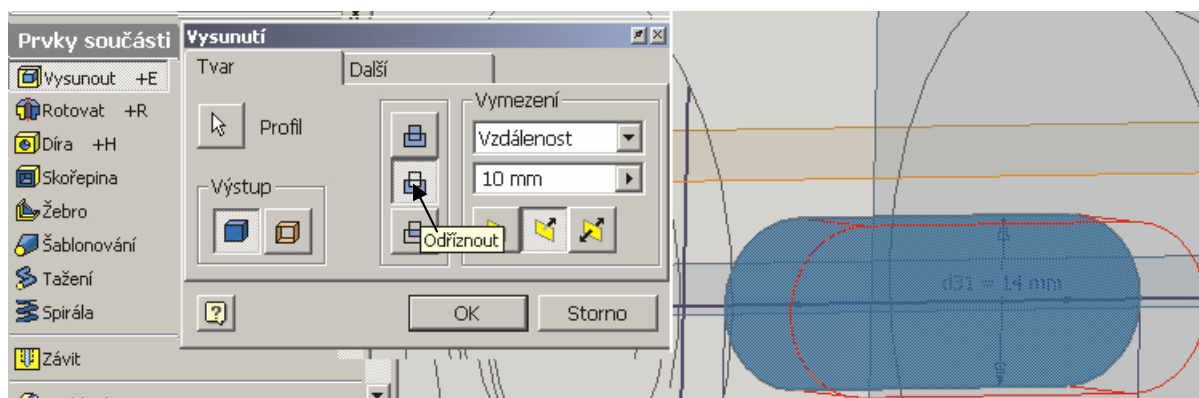 Prvky součásti
Vysunout +E
Rotovat +R
Díra +H
Skořepina
Žebro
Šablonování
Tažení
Spirála
Závit
Vysunutí
Tvar
Další
Profil
Výstup
Odříznout
Vymezení
Vzdálenost
10 mm
OK
Storno
d31 = 14 mm